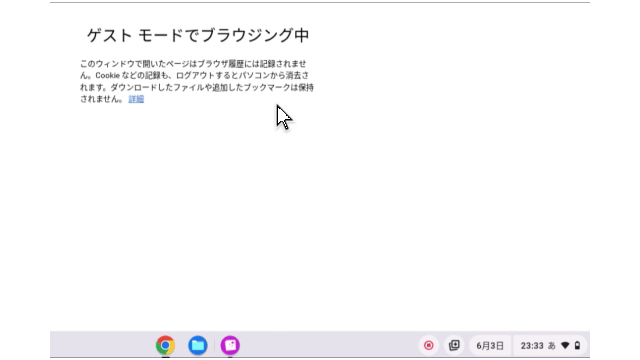 ゲスト モードでブラウジング中
このウィンドウで開いたページはブラウザ履歴には記録されませ
ん。Cookie などの記録も、ログアウトするとパソコンから消去さ
れます。ダウンロードしたファイルや追加したブックマークは保持
されません。 詳細
6月3日 23:33 あ